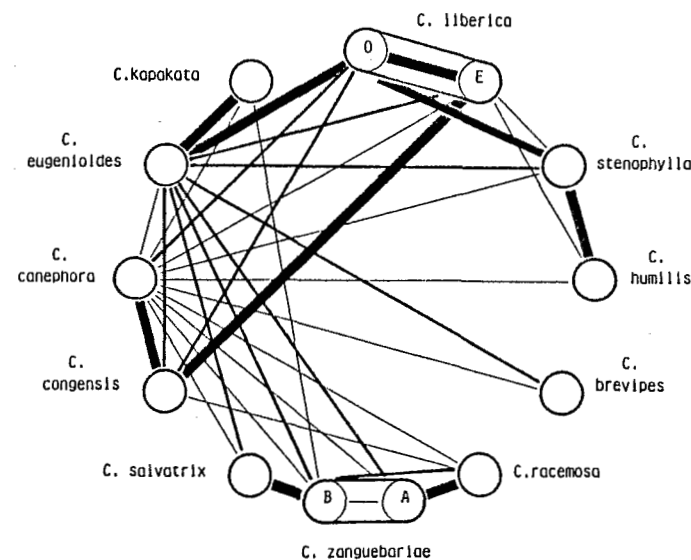 C. liberica
O
E
C.kapakata
C.
eugenioides
C.
stenophylla
C.
canephora
C.
humilis
C.
congensis
C.
brevipes
C. salvatrix
B
A
C.racemosa
C. zanguebariae